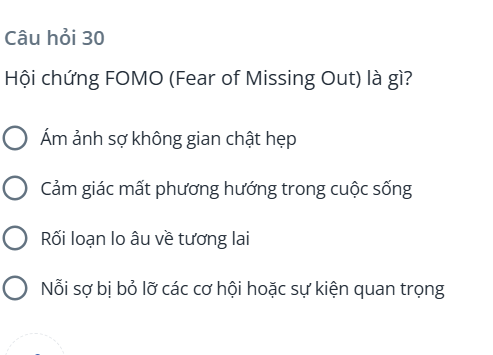 Câu hỏi 30
Hội chứng FOMO (Fear of Missing Out) là gì?
Ám ảnh sợ không gian chật hẹp
Cảm giác mất phương hướng trong cuộc sống
Rối loạn lo âu về tương lai
Nỗi sợ bị bỏ lỡ các cơ hội hoặc sự kiện quan trọng